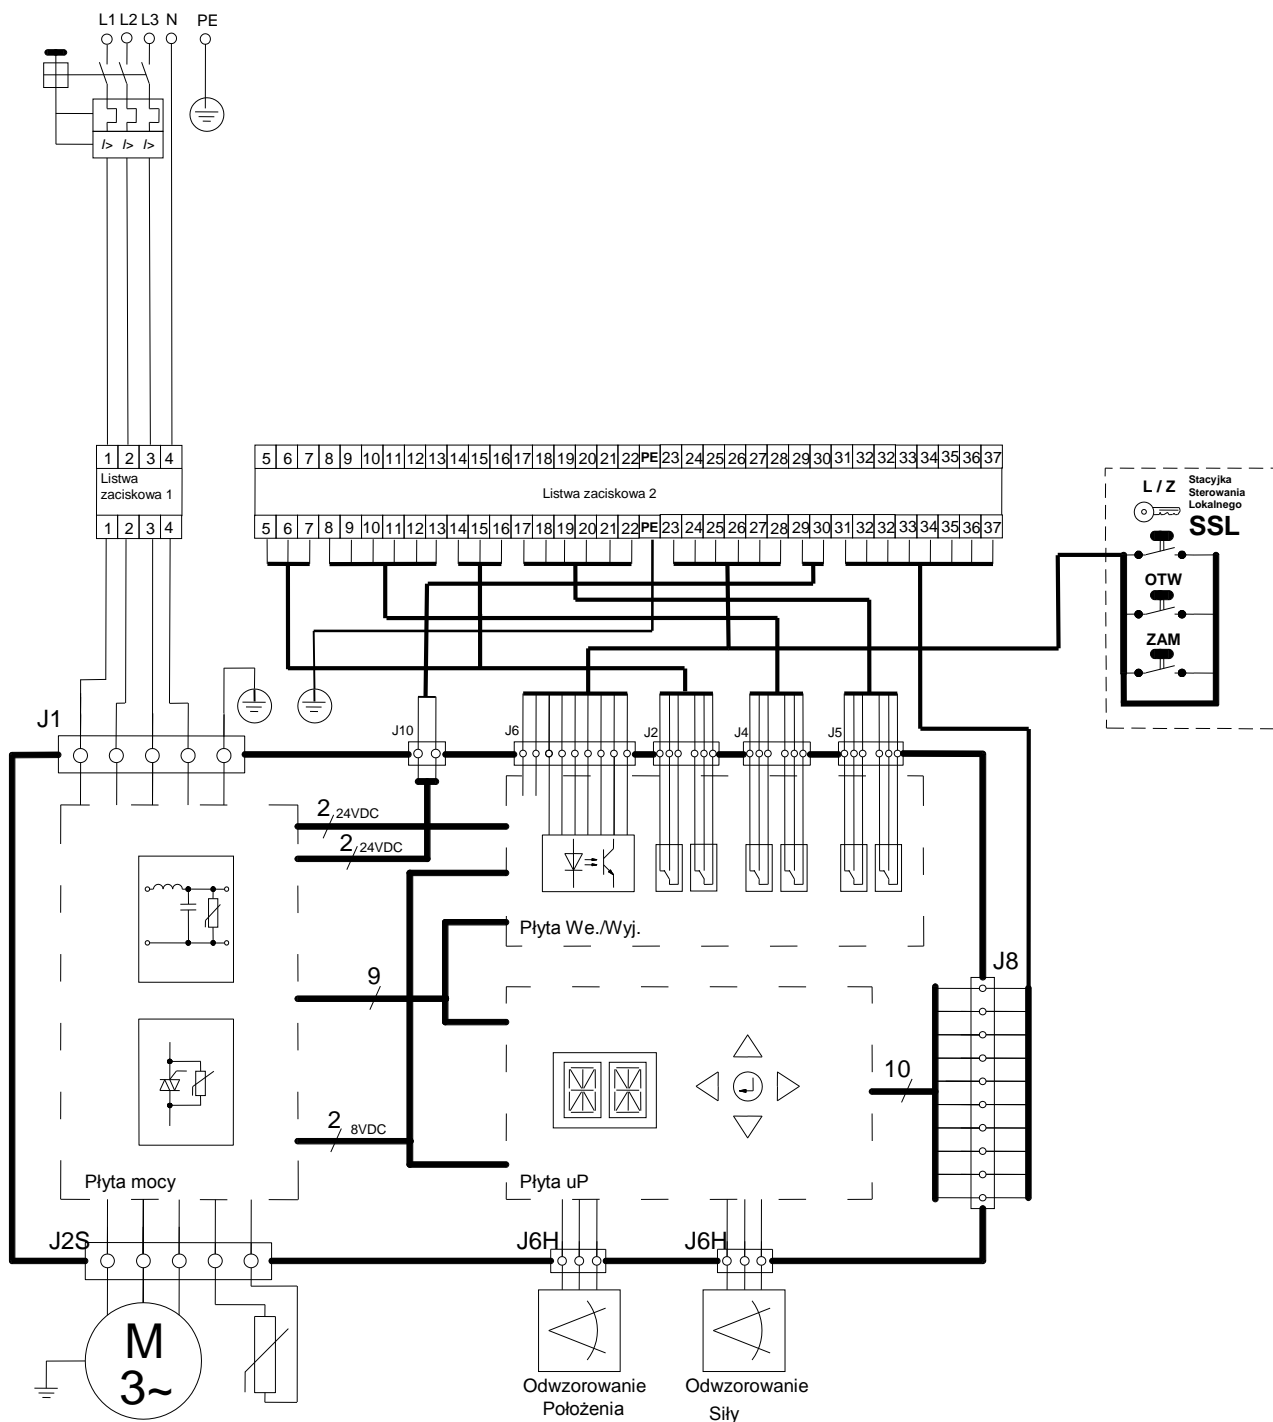 L1 L2 L3 N PE
I> I> I>
1 2 3 4
Listwa
zaciskowa 1
1 2 3 4
5 6 7 8 9 10 11 12 13 14 15 16 17 18 19 20 21 22 PE 23 24 25 26 27 28 29 30 31 32 32 33 34 35 36 37
Listwa zaciskowa 2
5 6 7 8 9 10 11 12 13 14 15 16 17 18 19 20 21 22 PE 23 24 25 26 27 28 29 30 31 32 32 33 34 35 36 37
L / Z
Stacyjka
Sterowania
Lokalnego
SSL
OTW
ZAM
J1
J10
J6
J2
J4
J5
2 24VDC
2 24VDC
Płyta We./Wyj.
9
J8
10
2 8VDC
Płyta mocy
Płyta uP
J2S
J6H
J6H
M
3~
Odwzorowanie
Położenia
Odwzorowanie
Siły